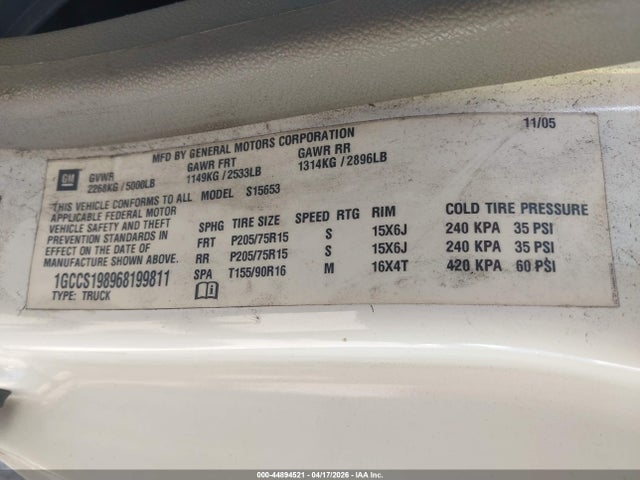 MFD BY GENERAL MOTORS CORPORATION 11/05
GM GVWR GAWR FRT GAWR RR
2268KG/5000LB 1149KG/2533LB 1314KG/2896LB
THIS VEHICLE CONFORMS TO ALL MODEL S15653
APPLICABLE FEDERAL MOTOR
VEHICLE SAFETY AND THEFT
PREVENTION STANDARDS IN
EFFECT ON THE DATE OF
MANUFACTURE SHOWN ABOVE.
1GCCS198968199811
TYPE: TRUCK
SPHG TIRE SIZE SPEED RTG RIM COLD TIRE PRESSURE
FRT P205/75R15 S 15X6J 240 KPA 35 PSI
RR P205/75R15 S 15X6J 240 KPA 35 PSI
SPA T155/90R16 M 16X4T 420 KPA 60 PSI
000-44894521 - 04/17/2026 - IAA Inc.